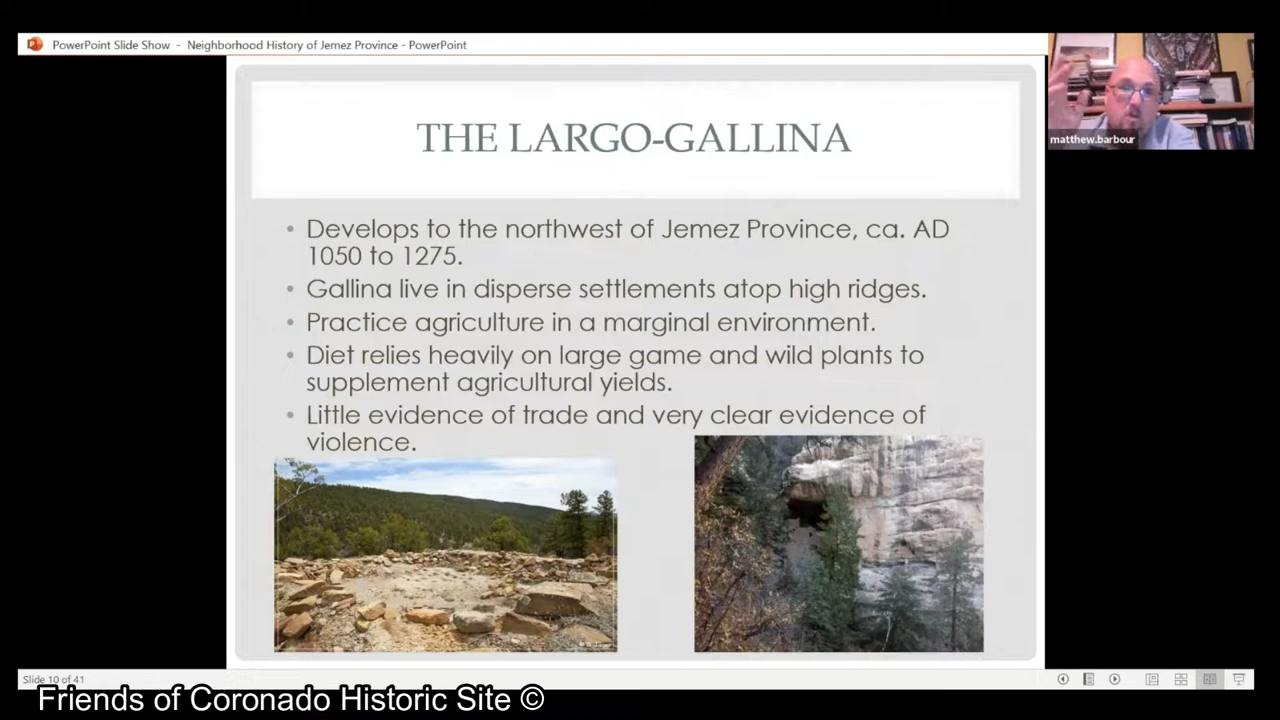 PowerPoint Slide Show - Neighborhood History of Jemez Province - PowerPoint
matthew.barbour
THE LARGO-GALLINA
• Develops to the northwest of Jemez Province, ca. AD
1050 to 1275.
• Gallina live in disperse settlements atop high ridges.
• Practice agriculture in a marginal environment.
• Diet relies heavily on large game and wild plants to
supplement agricultural yields.
• Little evidence of trade and very clear evidence of
violence.
Slide 10 of 41
Friends of Coronado Historic Site ©